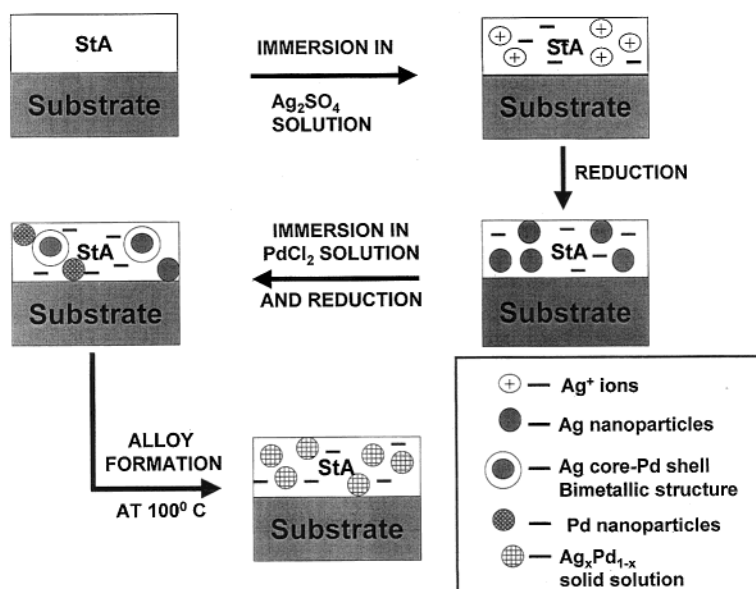 StA
Substrate
IMMERSION IN
Ag₂SO₄
SOLUTION
StA
Substrate
REDUCTION
StA
Substrate
IMMERSION IN
PdCl₂ SOLUTION
AND REDUCTION
StA
Substrate
ALLOY
FORMATION
AT 100⁰ C
StA
Substrate
+ — Ag⁺ ions
— Ag nanoparticles
— Ag core-Pd shell
Bimetallic structure
— Pd nanoparticles
— AgₓPd₁₋ₓ
solid solution